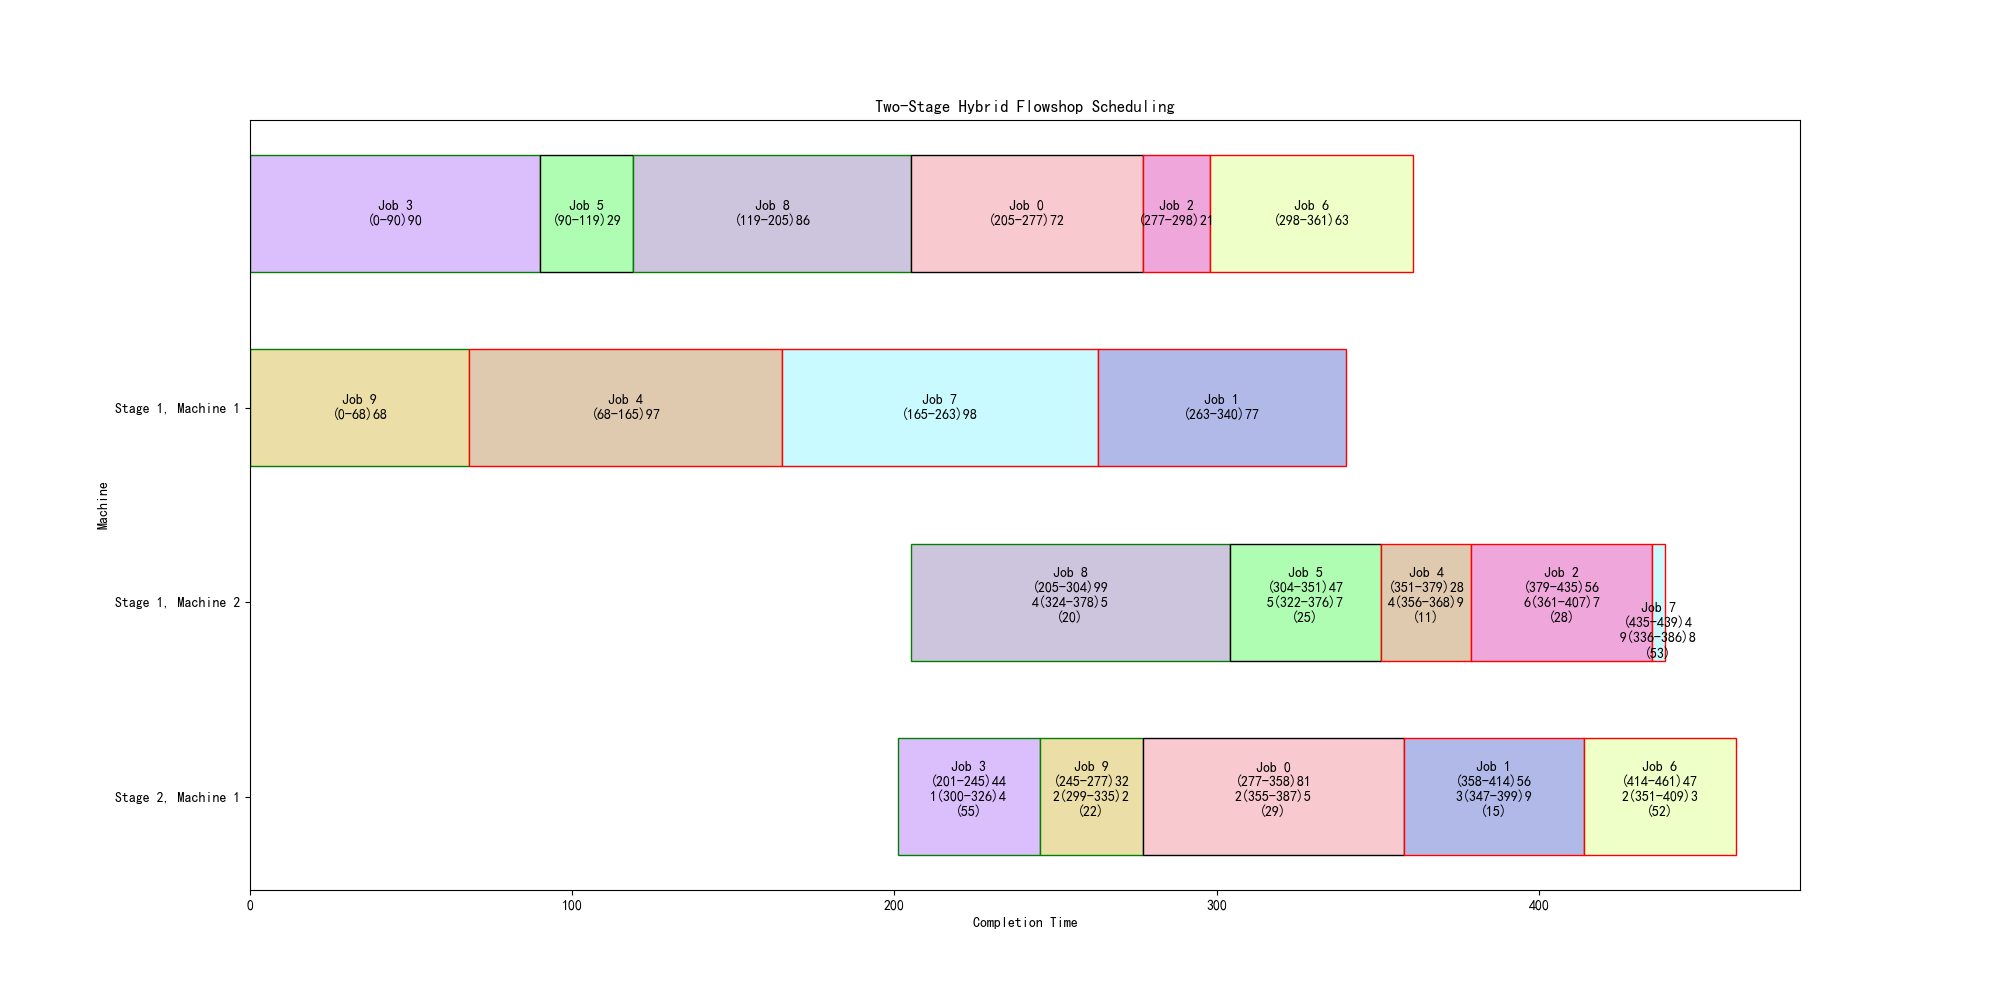 Two-Stage Hybrid Flowshop Scheduling
Job 3
(0-90)90
Job 5
(90-119)29
Job 8
(119-205)86
Job 0
(205-277)72
Job 2
(277-298)21
Job 6
(298-361)63
Stage 1, Machine 1
Job 9
(0-68)68
Job 4
(68-165)97
Job 7
(165-263)98
Job 1
(263-340)77
Machine
Stage 1, Machine 2
Job 8
(205-304)99
4(324-378)5
(20)
Job 5
(304-351)47
5(322-376)7
(25)
Job 4
(351-379)28
4(356-368)9
(11)
Job 2
(379-435)56
6(361-407)7
(28)
Job 7
(435-439)4
9(336-386)8
(53)
Stage 2, Machine 1
Job 3
(201-245)44
1(300-326)4
(55)
Job 9
(245-277)32
2(299-335)2
(22)
Job 0
(277-358)81
2(355-387)5
(29)
Job 1
(358-414)56
3(347-399)9
(15)
Job 6
(414-461)47
2(351-409)3
(52)
0
100
200
300
400
Completion Time